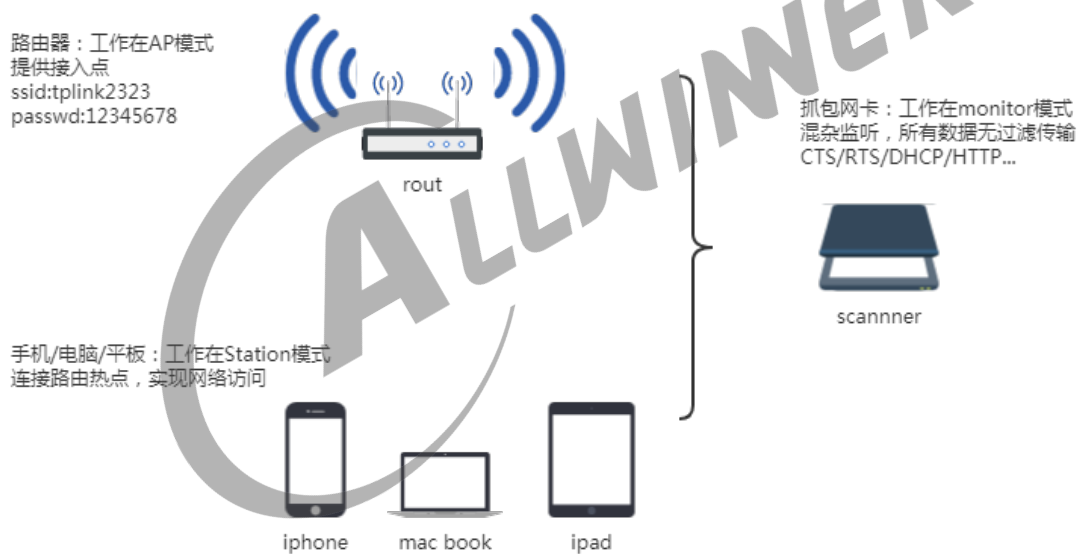 路由器：工作在AP模式
提供接入点
ssid:tplink2323
passwd:12345678
rout
抓包网卡：工作在monitor模式
混杂监听，所有数据无过滤传输
CTS/RTS/DHCP/HTTP...
scannner
手机/电脑/平板：工作在Station模式
连接路由热点，实现网络访问
iphone
mac book
ipad
ALLWINNER